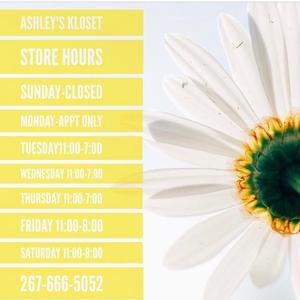 ASHLEY'S KLOSET
STORE HOURS
SUNDAY-CLOSED
MONDAY-APPT ONLY
TUESDAY11:00-7:00
WEDNESDAY 11:00-7:00
THURSDAY 11:00-7:00
FRIDAY 11:00-8:00
SATURDAY 11:00-8:00
267-666-5052